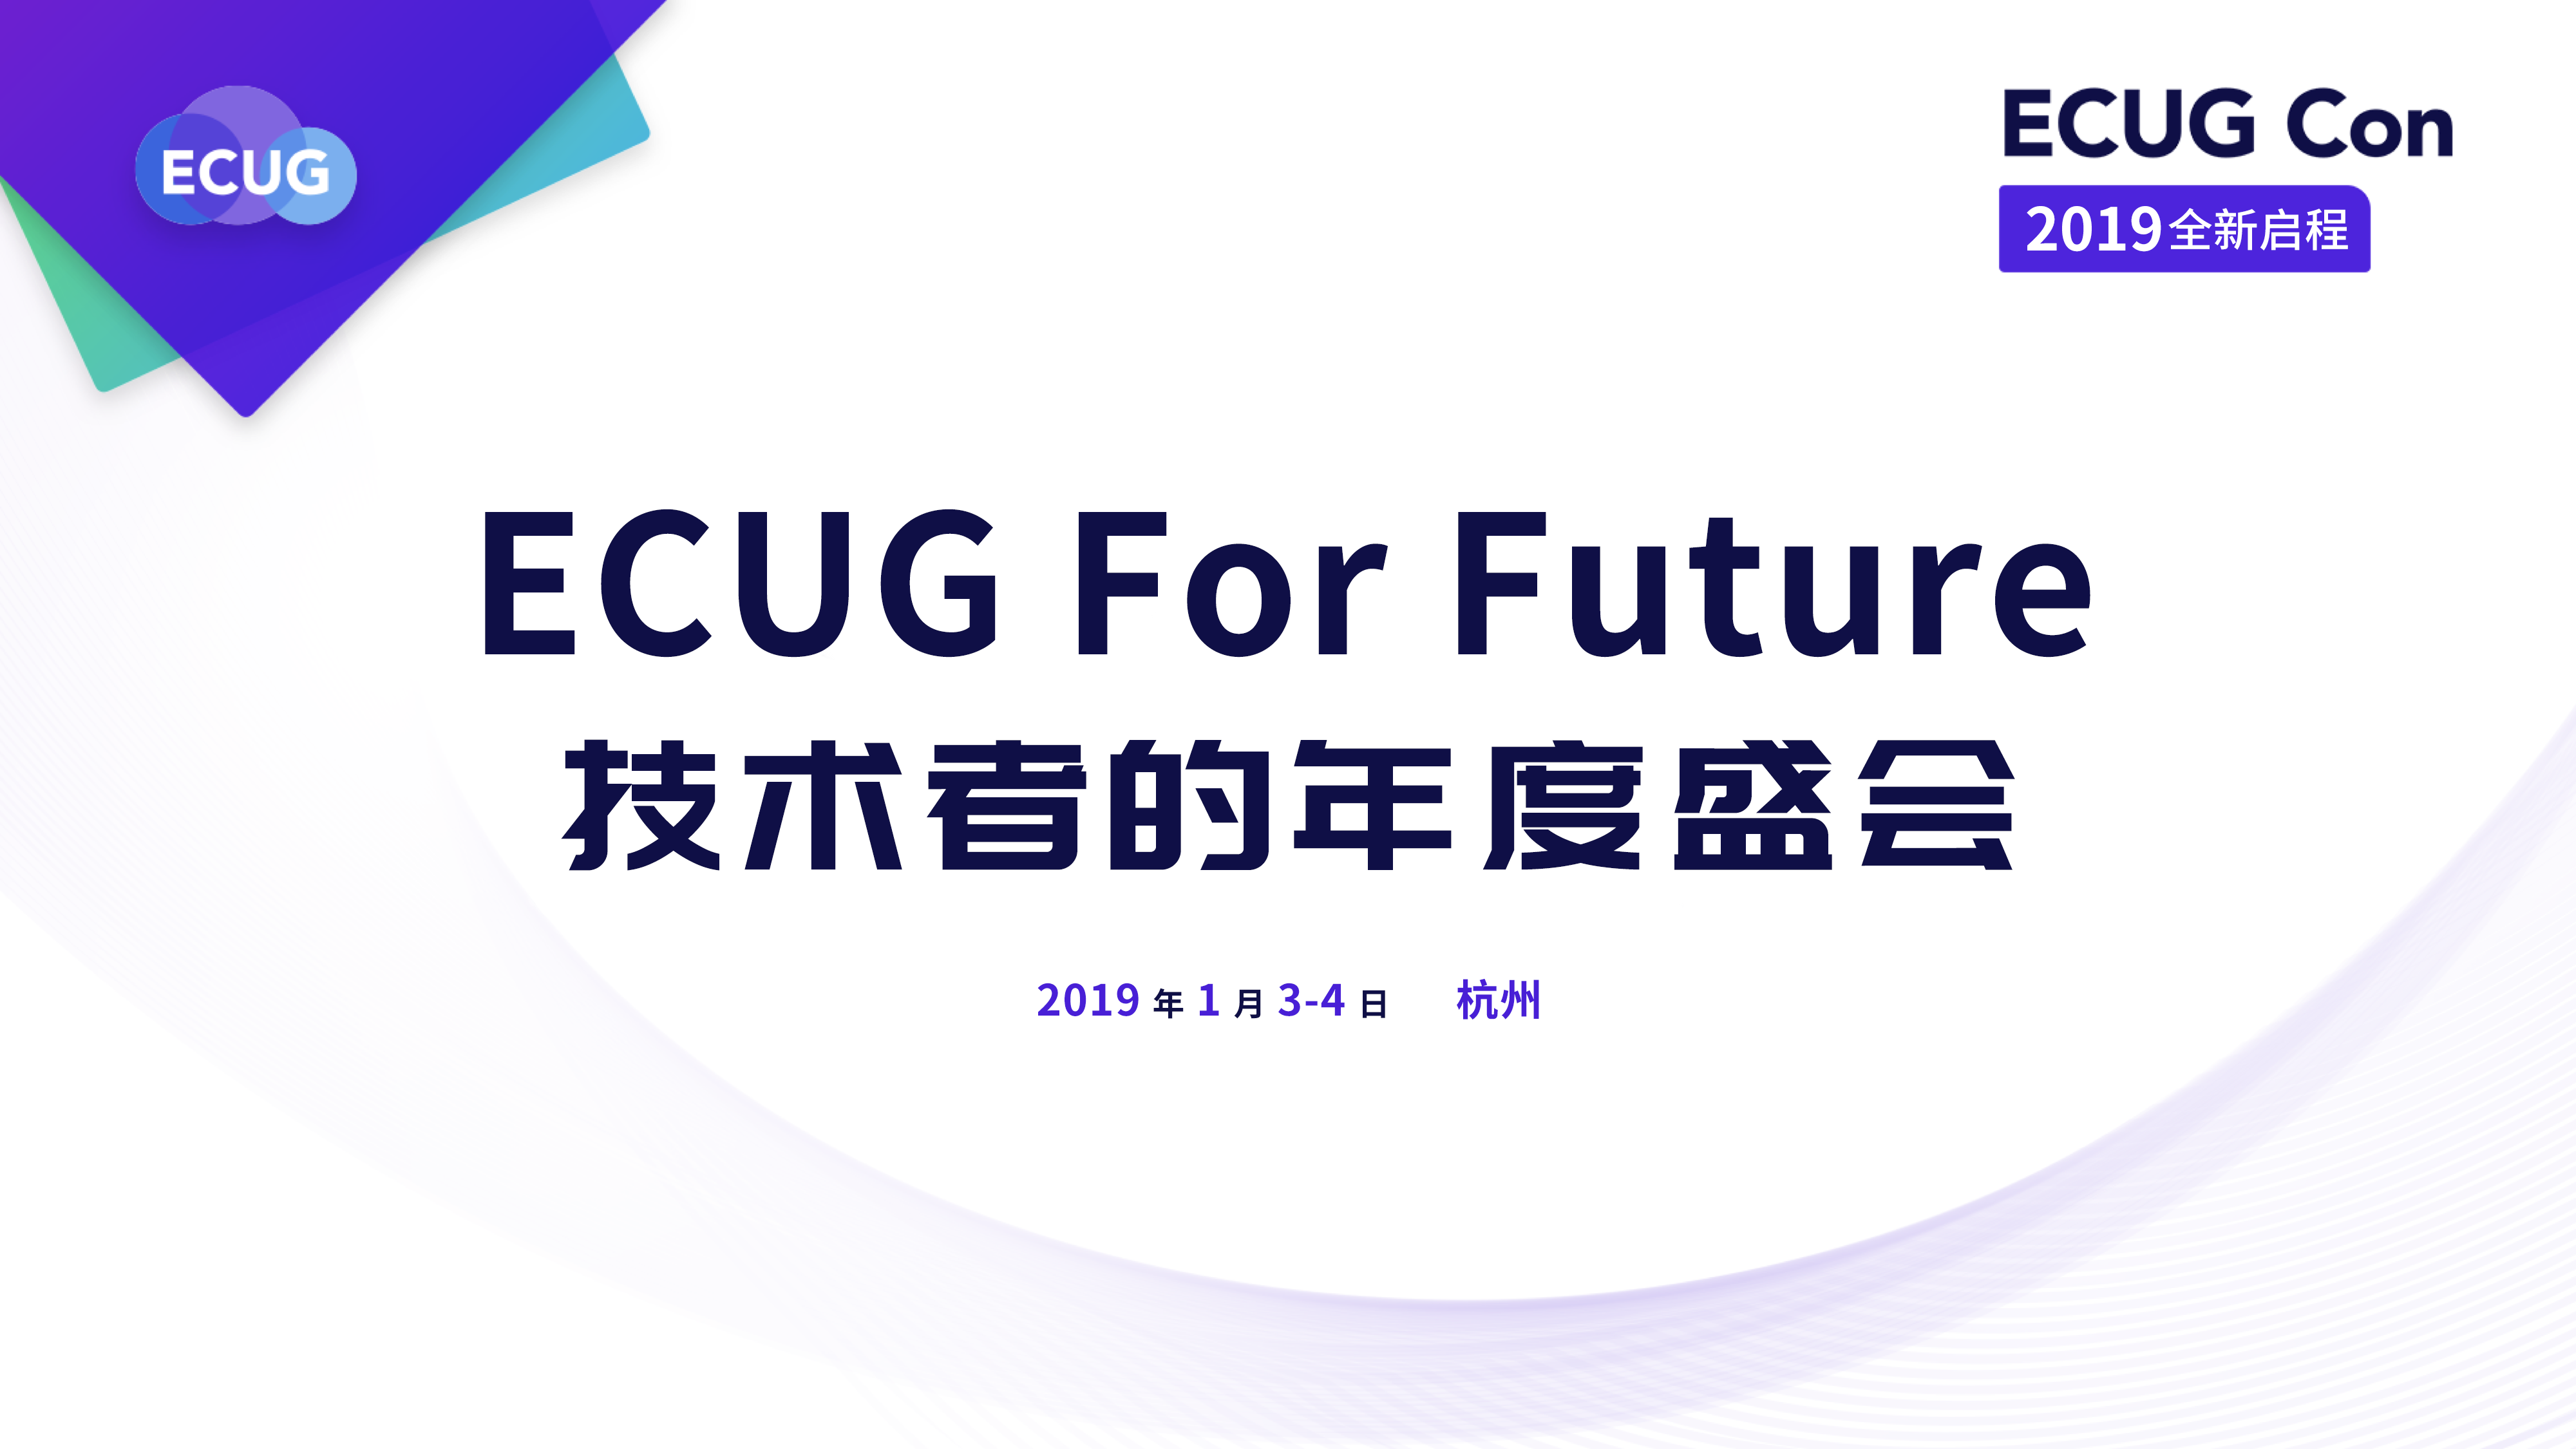 ECUG
ECUG Con
2019全新启程
ECUG For Future
技术者的年度盛会
2019 年 1 月 3-4 日 杭州